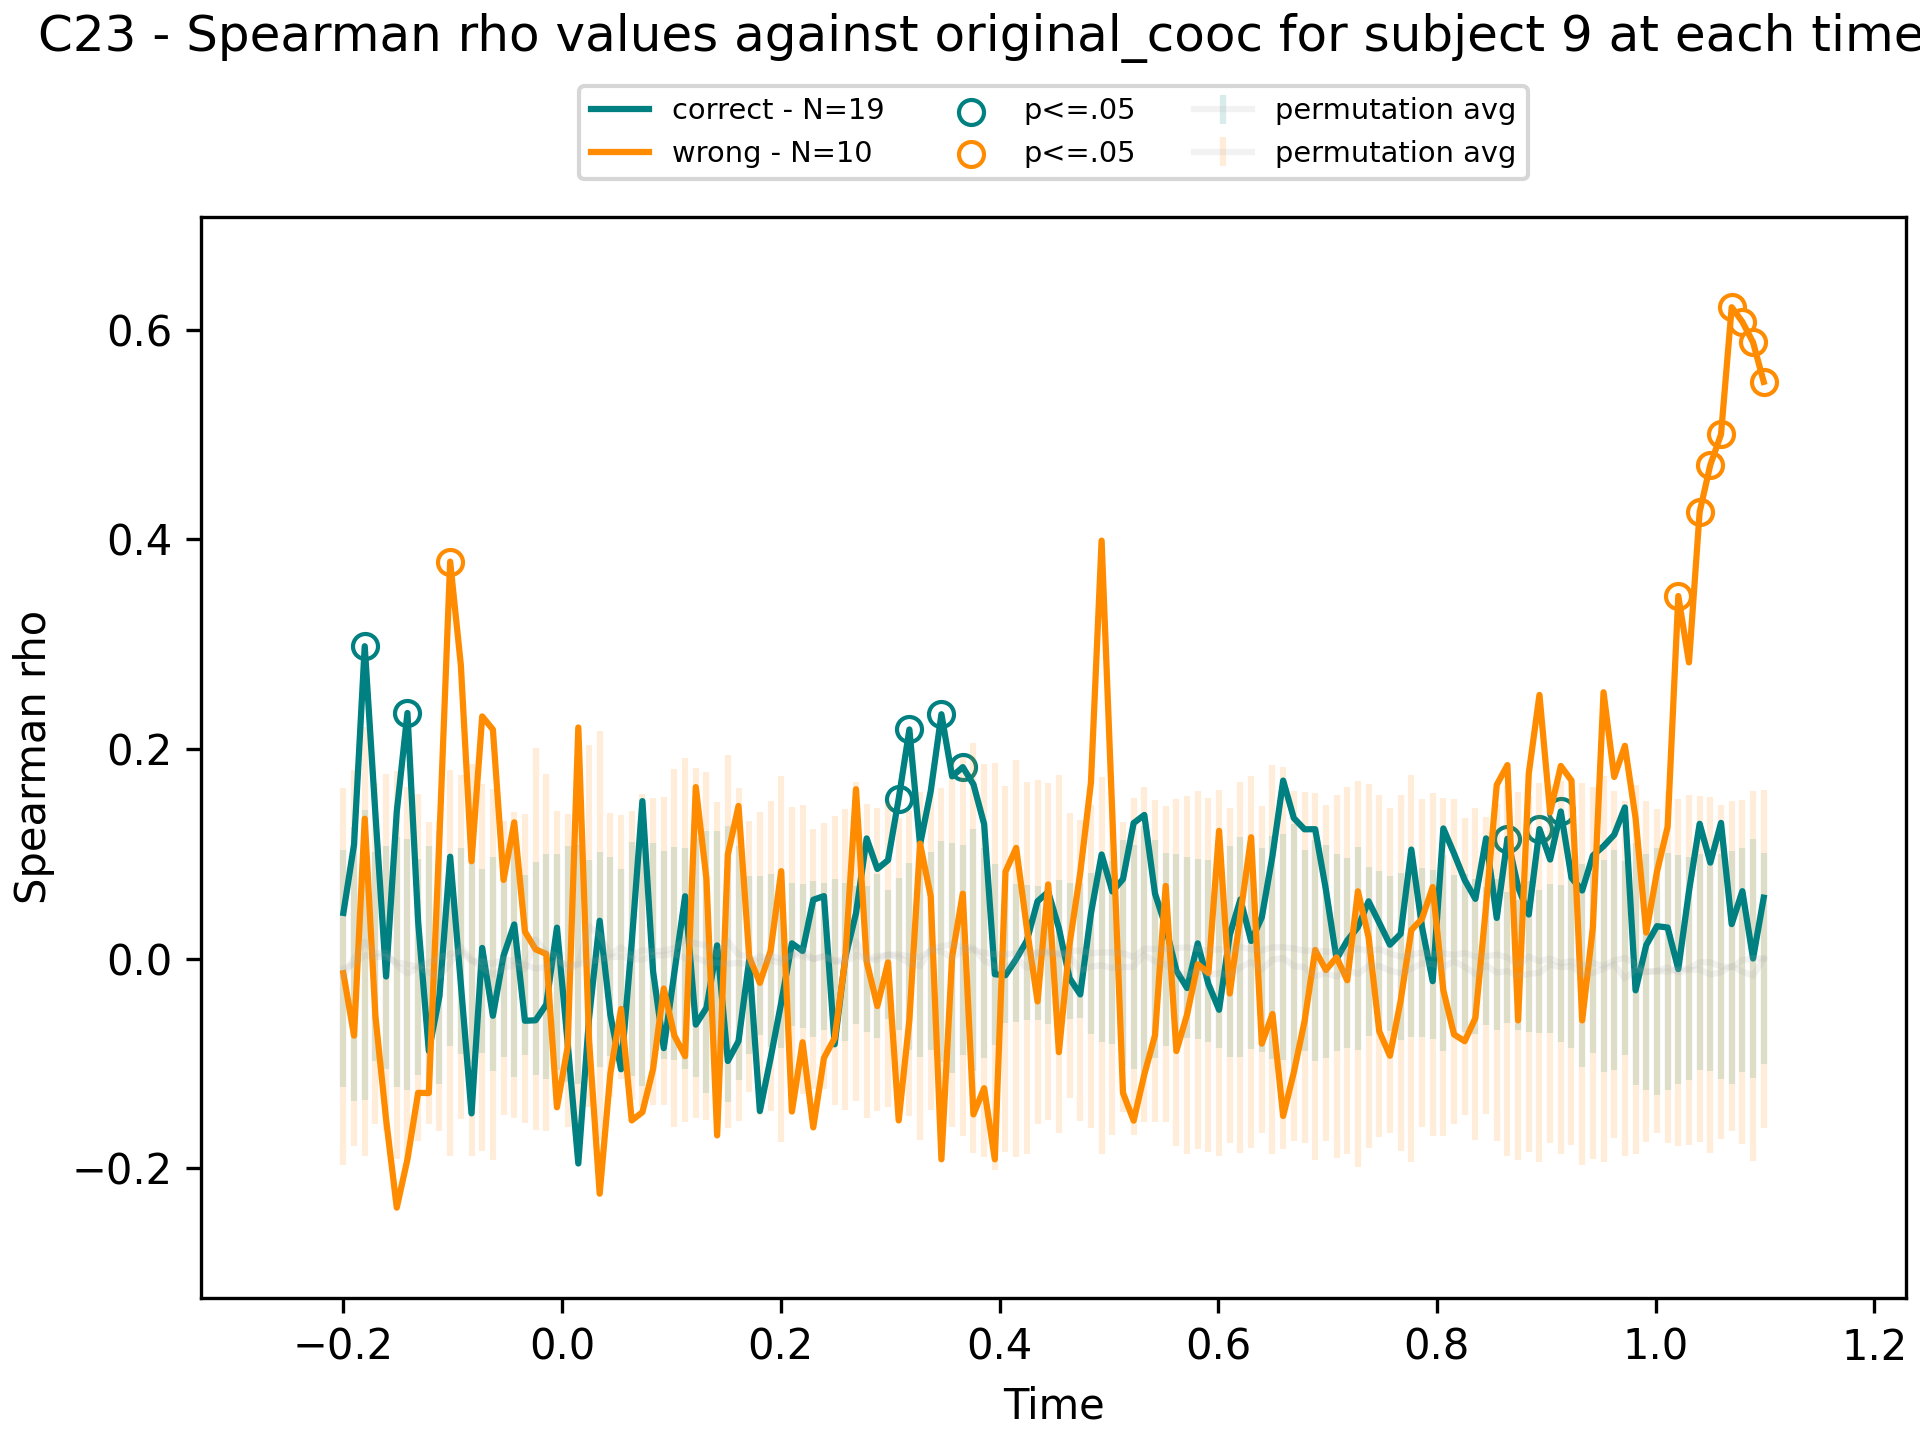 C23 - Spearman rho values against original_cooc for subject 9 at each time
correct - N=19
wrong - N=10
p<=.05
p<=.05
permutation avg
permutation avg
Spearman rho
0.6
0.4
0.2
0.0
−0.2
−0.2 0.0 0.2 0.4 0.6 0.8 1.0 1.2
Time